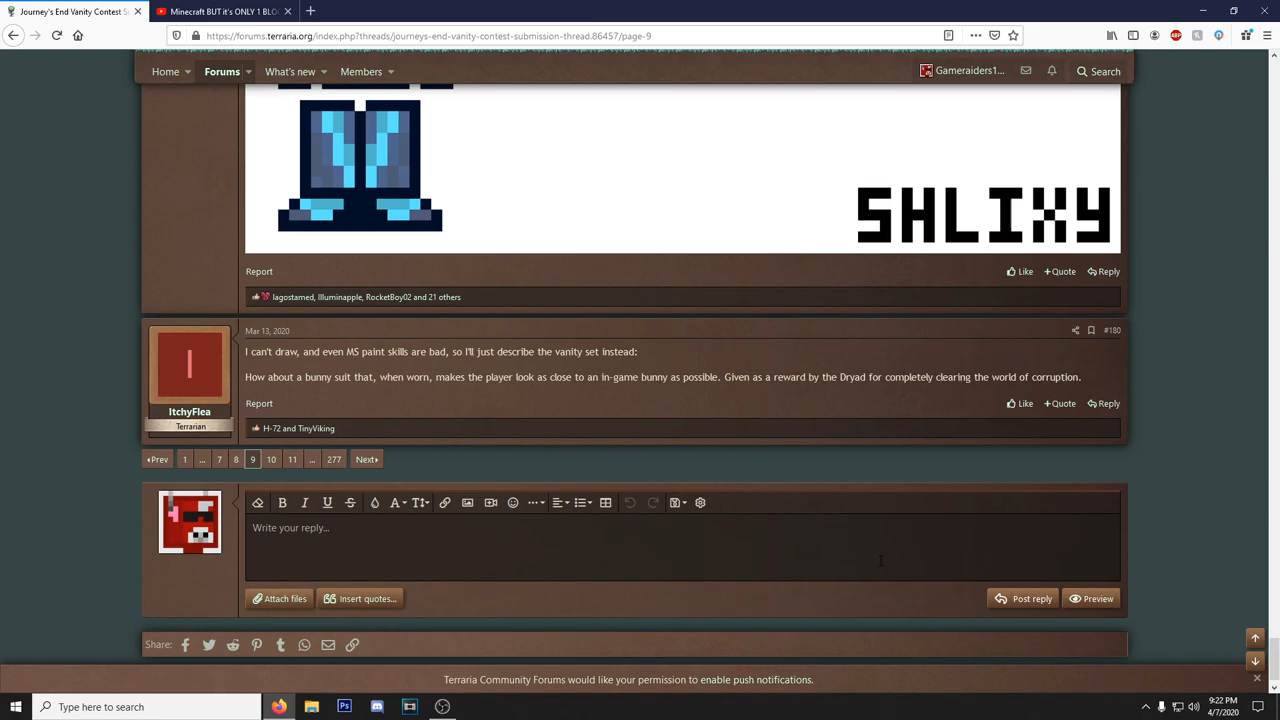 Journey's End Vanity Contest Su
Minecraft BUT it's ONLY 1 BLO
https://forums.terraria.org/index.php?threads/journeys-end-vanity-contest-submission-thread.86457/page-9
Home
Forums
What's new
Members
Gameraiders1...
Search
SHLIXY
Report
Like
+Quote
Reply
lagostamed, Illuminapple, RocketBoy02 and 21 others
Mar 13, 2020
#180
I
I can't draw, and even MS paint skills are bad, so I'll just describe the vanity set instead:
How about a bunny suit that, when worn, makes the player look as close to an in-game bunny as possible. Given as a reward by the Dryad for completely clearing the world of corruption.
ItchyFlea
Terrarian
Report
Like
+Quote
Reply
H-72 and TinyViking
Prev 1 ... 7 8 9 10 11 ... 277 Next
Write your reply...
Attach files
Insert quotes...
Post reply
Preview
Share:
Terraria Community Forums would like your permission to enable push notifications.
Type here to search
9:22 PM
4/7/2020